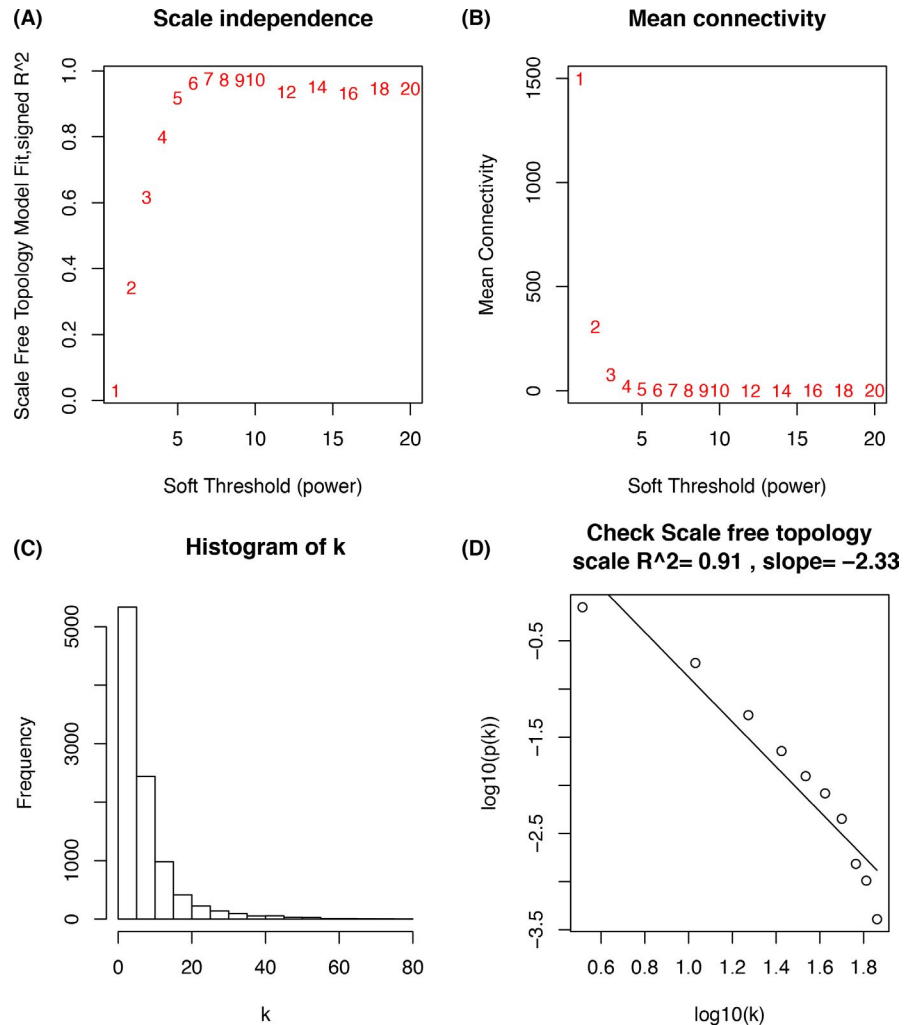 (A) Scale independence
Scale Free Topology Model Fit,signed R^2
1.0
0.8
0.6
0.4
0.2
0.0
1 2 3 4 5 6 7 8 9 10 12 14 16 18 20
5 10 15 20
Soft Threshold (power)
(B) Mean connectivity
Mean Connectivity
1500
1000
500
0
1 2 3 4 5 6 7 8 9 10 12 14 16 18 20
5 10 15 20
Soft Threshold (power)
(C) Histogram of k
Frequency
5000
3000
1000
0
0 20 40 60 80
k
(D) Check Scale free topology
scale R^2= 0.91 , slope= −2.33
log10(p(k))
−0.5
−1.5
−2.5
−3.5
0.6 0.8 1.0 1.2 1.4 1.6 1.8
log10(k)